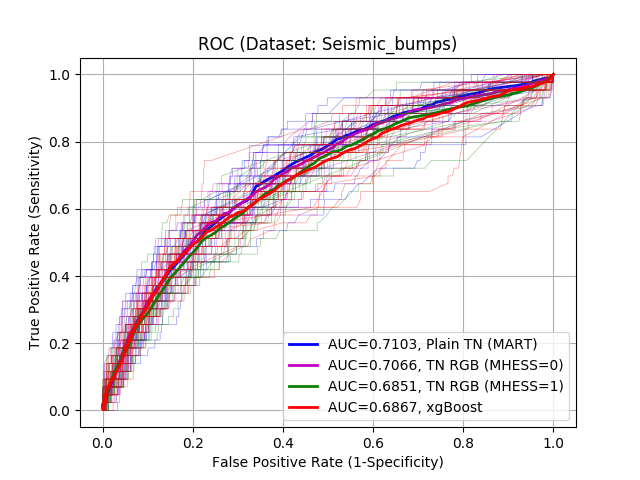 ROC (Dataset: Seismic_bumps)
True Positive Rate (Sensitivity)
1.0
0.8
0.6
0.4
0.2
0.0
AUC=0.7103, Plain TN (MART)
AUC=0.7066, TN RGB (MHESS=0)
AUC=0.6851, TN RGB (MHESS=1)
AUC=0.6867, xgBoost
0.0 0.2 0.4 0.6 0.8 1.0
False Positive Rate (1-Specificity)